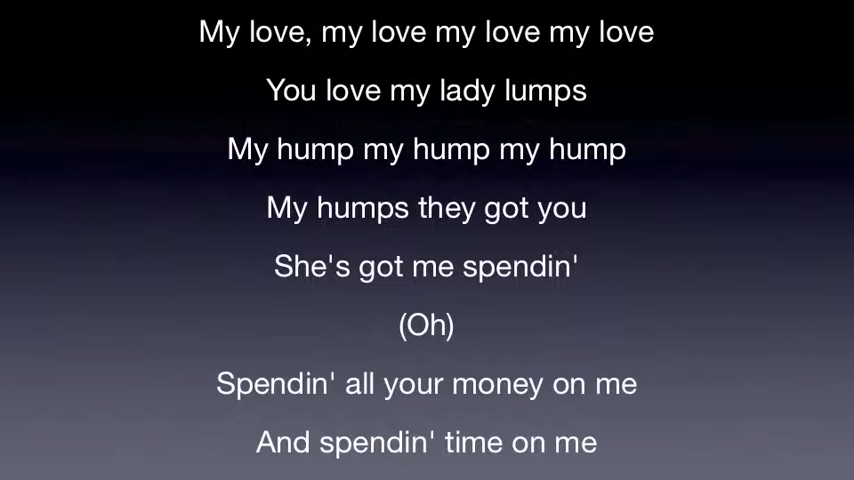 My love, my love my love my love
You love my lady lumps
My hump my hump my hump
My humps they got you
She's got me spendin'
(Oh)
Spendin' all your money on me
And spendin' time on me